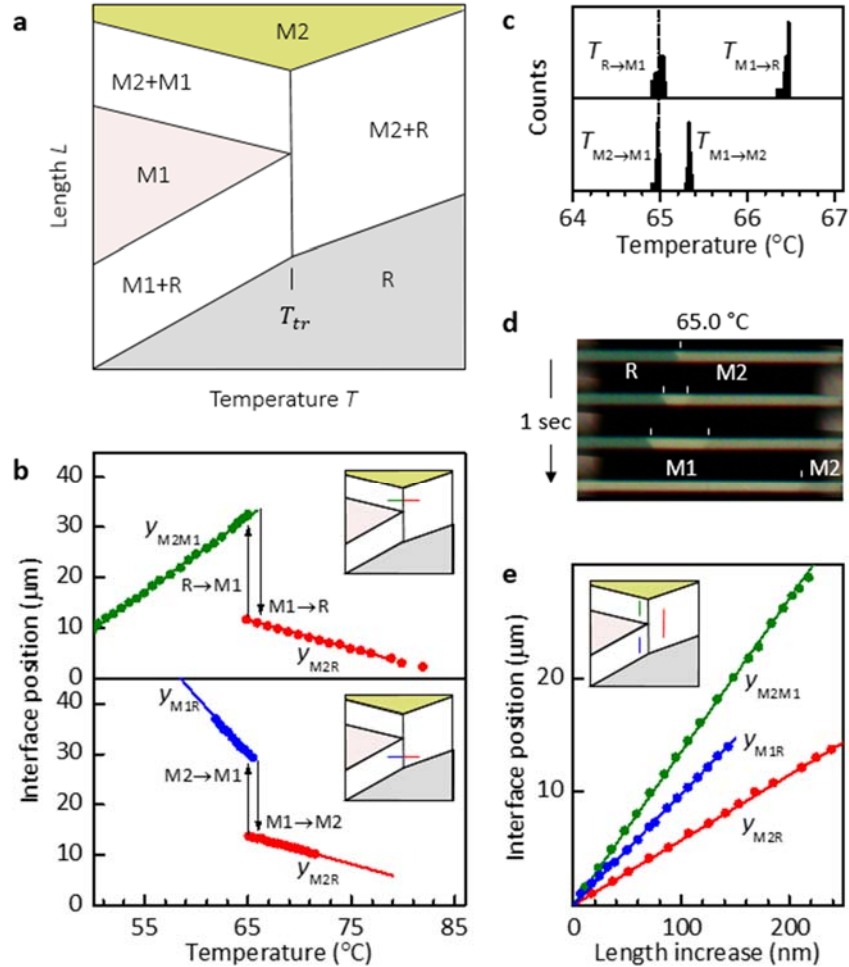 a
M2
M2+M1
M2+R
M1
M1+R
R
T_tr
Length L
Temperature T
b
40
30
20
10
0
y_M2M1
R→M1
M1→R
y_M2R
40
30
20
10
0
y_M1R
M2→M1
M1→M2
y_M2R
Interface position (μm)
55 65 75 85
Temperature (°C)
c
T_R→M1 T_M1→R
T_M2→M1 T_M1→M2
Counts
64 65 66 67
Temperature (°C)
d
65.0 °C
R M2
1 sec
M1 M2
e
20
10
y_M2M1
y_M1R
y_M2R
Interface position (μm)
0 100 200
Length increase (nm)